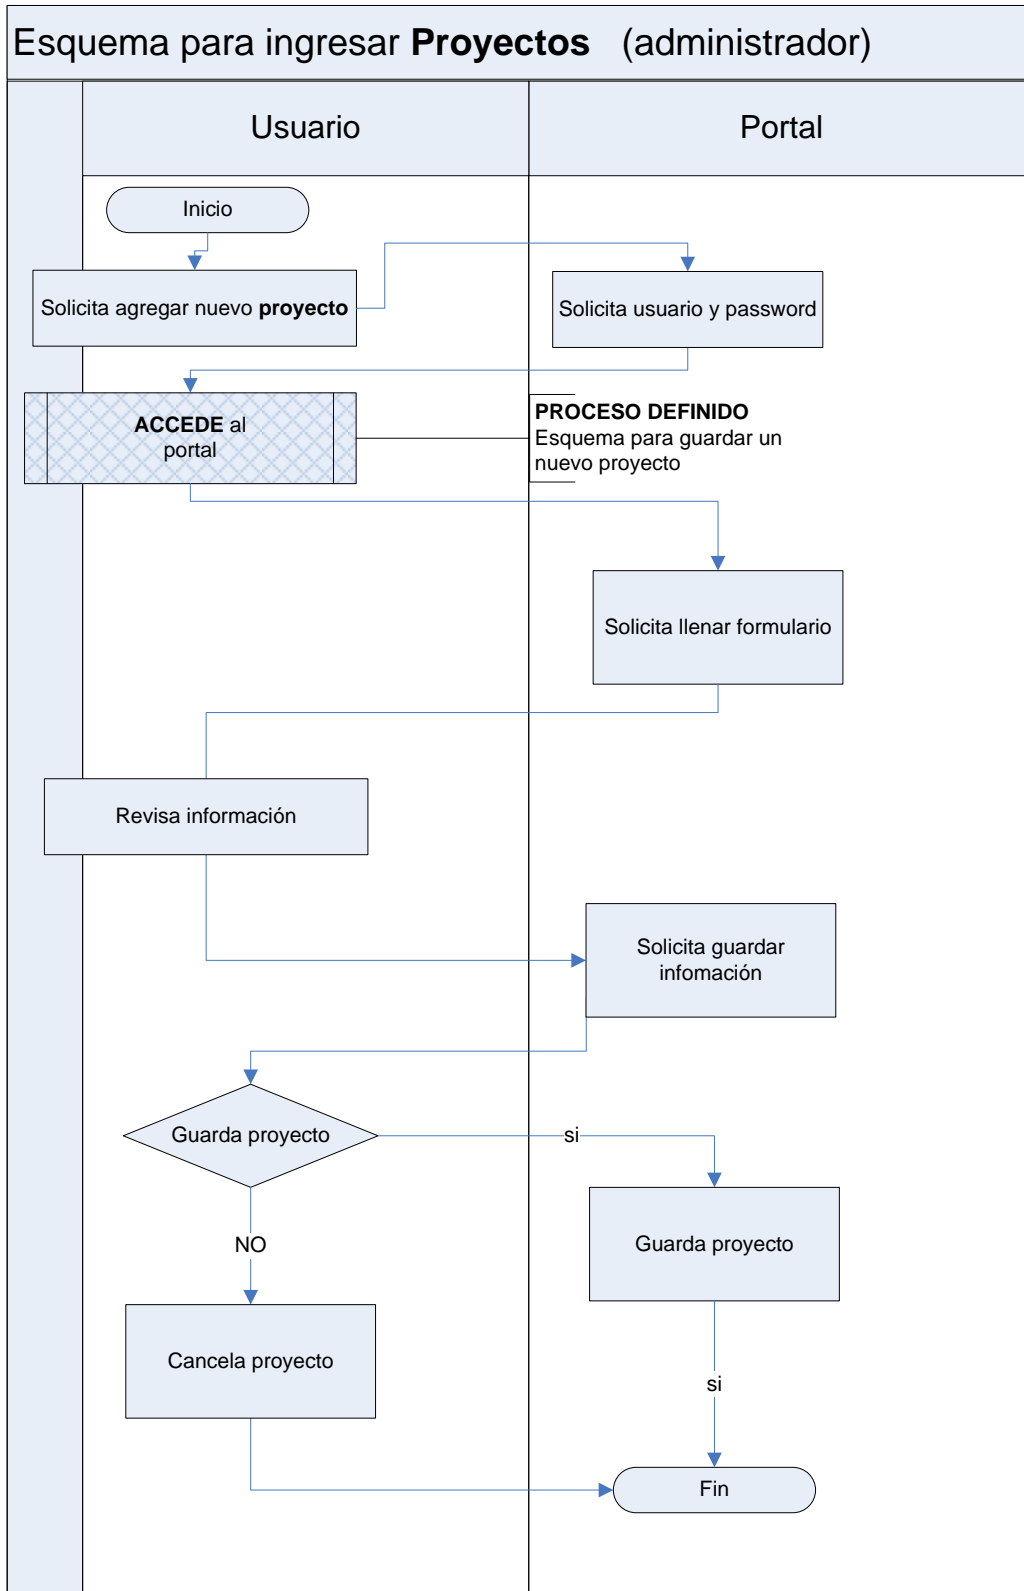 Esquema para ingresar Proyectos (administrador)
Usuario
Portal
Inicio
Solicita agregar nuevo proyecto
Solicita usuario y password
ACCEDE al
portal
PROCESO DEFINIDO
Esquema para guardar un
nuevo proyecto
Solicita llenar formulario
Revisa información
Solicita guardar
infomación
Guarda proyecto
si
NO
Guarda proyecto
Cancela proyecto
si
Fin